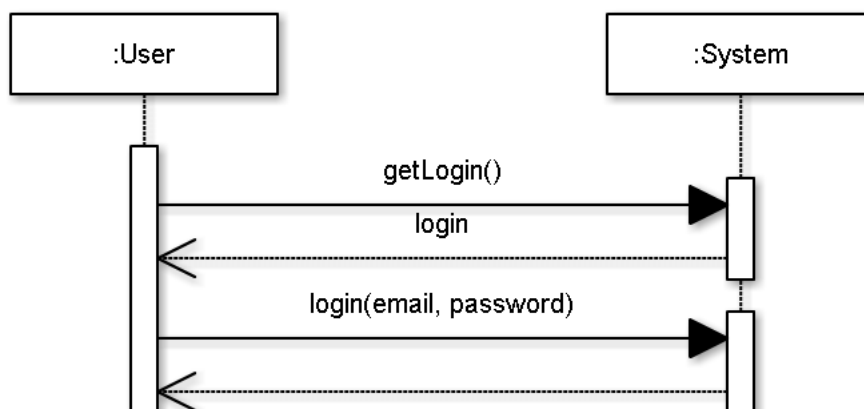 :User
:System
getLogin()
login
login(email, password)